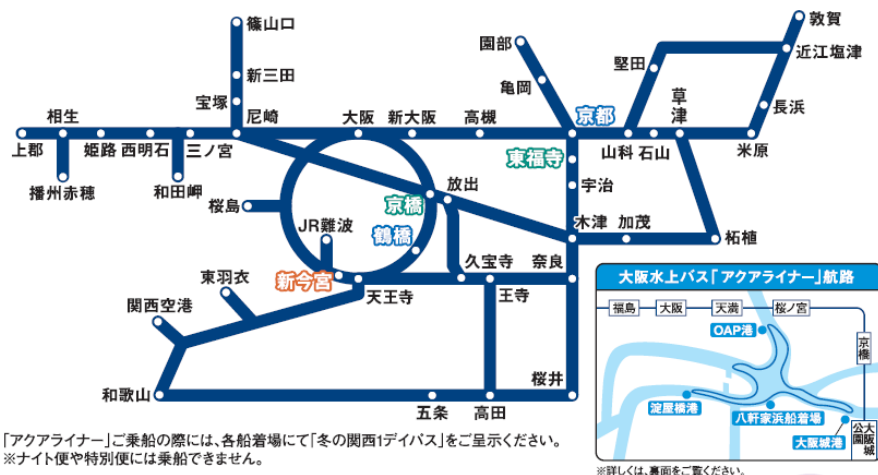 篠山口
新三田
宝塚
尼崎
相生
上郡
姫路
西明石
三ノ宮
播州赤穂
和田岬
大阪
新大阪
高槻
園部
亀岡
京都
堅田
敦賀
近江塩津
草津
長浜
山科
石山
米原
東福寺
宇治
桜島
京橋
放出
木津
加茂
柘植
JR難波
鶴橋
新今宮
天王寺
久宝寺
奈良
王寺
東羽衣
関西空港
和歌山
五条
高田
桜井
大阪水上バス「アクアライナー」航路
福島
大阪
天満
桜ノ宮
OAP港
京橋
淀屋橋港
八軒家浜船着場
大阪城港
大阪城公園
「アクアライナー」ご乗船の際には、各船着場にて「冬の関西1デイパス」をご呈示ください。
※ナイト便や特別便には乗船できません。
※詳しくは、裏面をご覧ください。